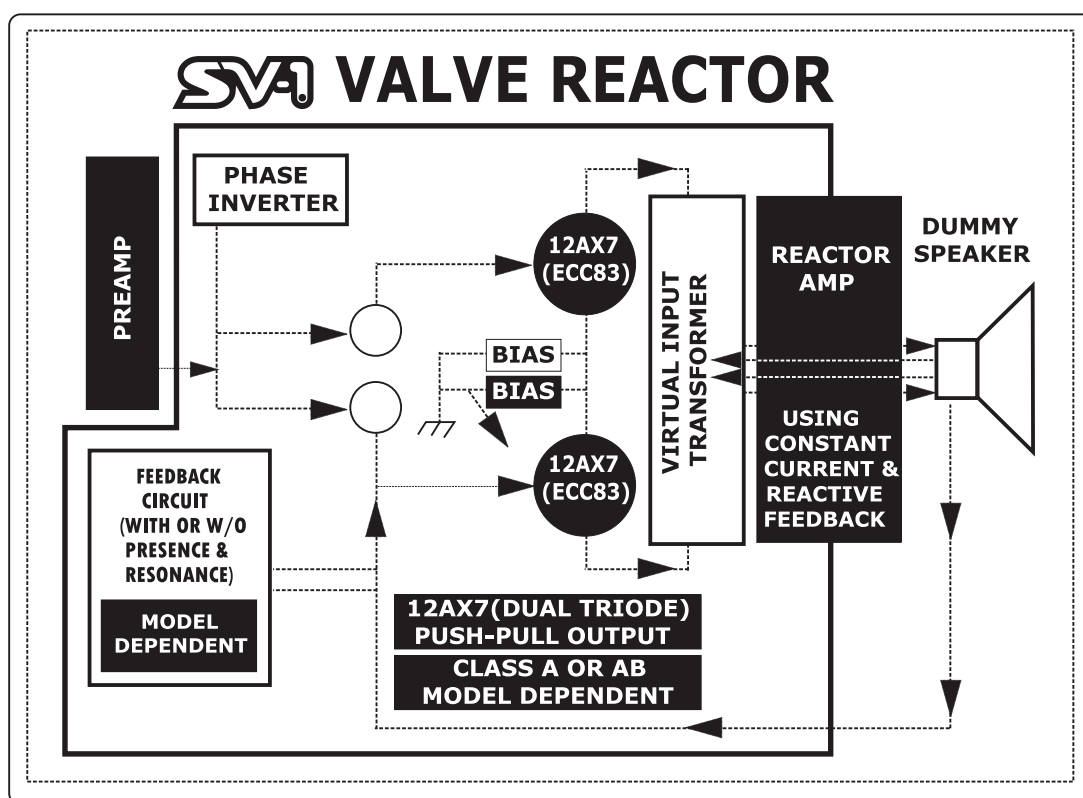 SV-1 VALVE REACTOR
PREAMP
PHASE
INVERTER
12AX7
(ECC83)
BIAS
BIAS
12AX7
(ECC83)
VIRTUAL INPUT
TRANSFORMER
REACTOR
AMP
USING
CONSTANT
CURRENT &
REACTIVE
FEEDBACK
DUMMY
SPEAKER
FEEDBACK
CIRCUIT
(WITH OR W/O
PRESENCE &
RESONANCE)
MODEL
DEPENDENT
12AX7(DUAL TRIODE)
PUSH-PULL OUTPUT
CLASS A OR AB
MODEL DEPENDENT